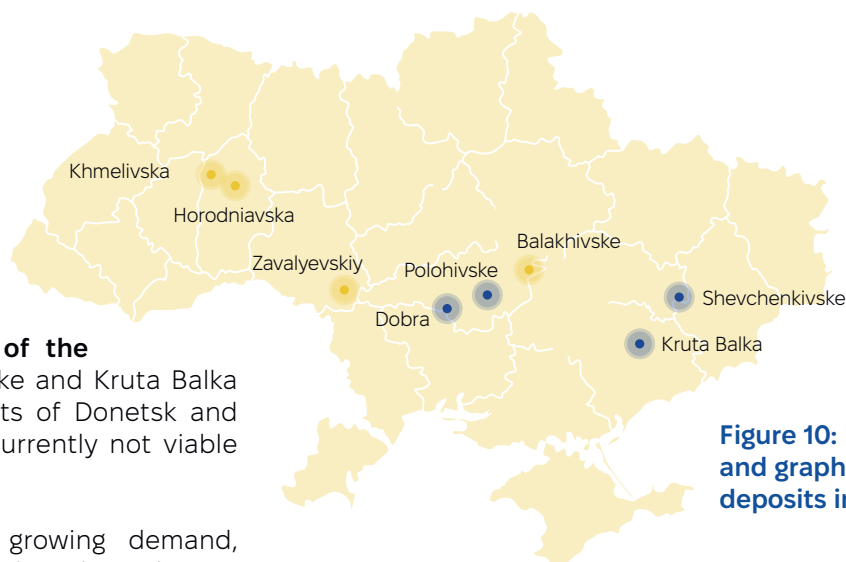 Khmelivska
Horodniavska
Zavalyevskiy
Polohivske
Balakhivske
Dobra
Shevchenkivske
Kruta Balka
of the
ke and Kruta Balka
ts of Donetsk and
urrently not viable
growing demand,
Figure 10:
and graph
deposits i